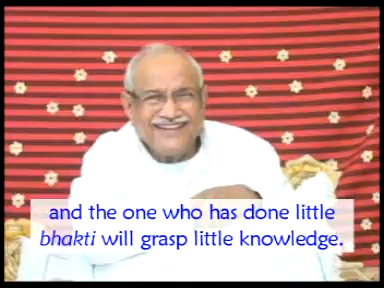 and the one who has done little
bhakti will grasp little knowledge.